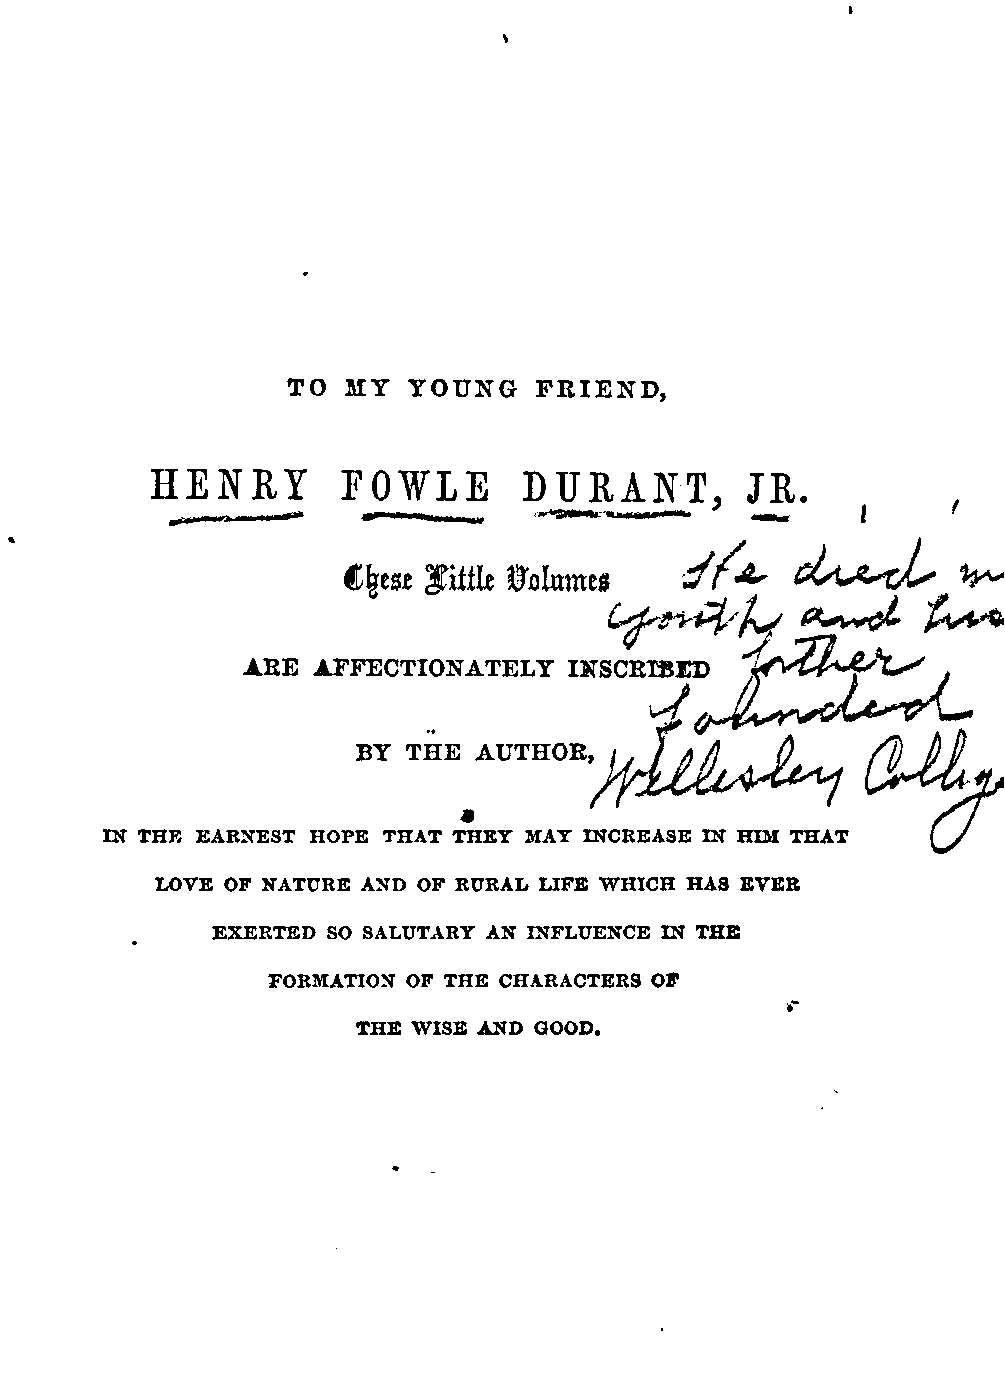 TO MY YOUNG FRIEND,
HENRY FOWLE DURANT, JR.
These Little Volumes
ARE AFFECTIONATELY INSCRIBED
BY THE AUTHOR,
IN THE EARNEST HOPE THAT THEY MAY INCREASE IN HIM THAT
LOVE OF NATURE AND OF RURAL LIFE WHICH HAS EVER
EXERTED SO SALUTARY AN INFLUENCE IN THE
FORMATION OF THE CHARACTERS OF
THE WISE AND GOOD.
He died in
youth and his
father
founded
Wellesley College